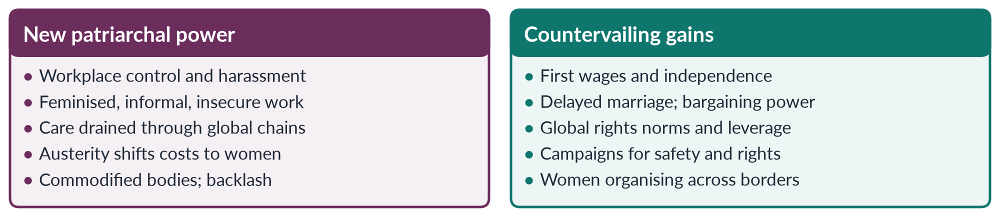 New patriarchal power
• Workplace control and harassment
• Feminised, informal, insecure work
• Care drained through global chains
• Austerity shifts costs to women
• Commodified bodies; backlash
Countervailing gains
• First wages and independence
• Delayed marriage; bargaining power
• Global rights norms and leverage
• Campaigns for safety and rights
• Women organising across borders